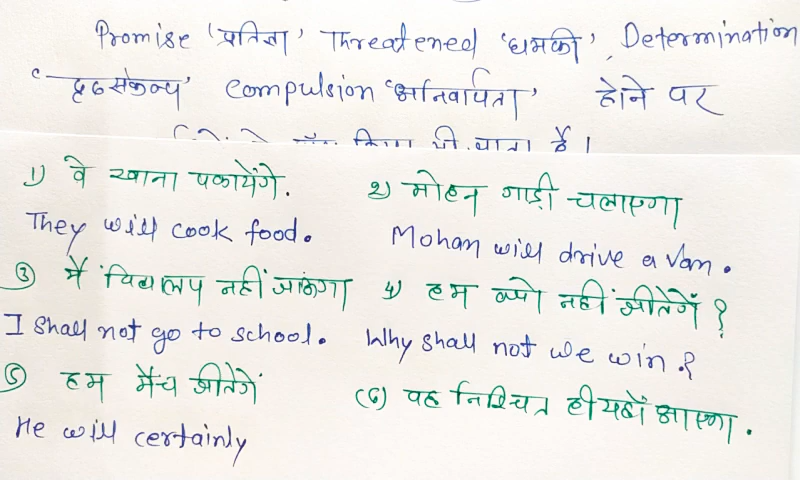 Promise 'प्रतिज्ञा' Threatened 'धमकी', Determination
'दृढसंकल्प' compulsion 'अनिवार्यता' होने पर
है।
1) वे खाना पकायेंगे.
2) मोहन गाड़ी चलाएगा
They will cook food.
Mohan will drive a van.
③ मैं विद्यालय नहीं जाऊंगा
4) हम क्यो नहीं जीतेगें?
I shall not go to school.
Why shall not we win?
⑤ हम मैच जीतेगें
(6) वह निश्चित ही यहाँ आएगा.
He will certainly